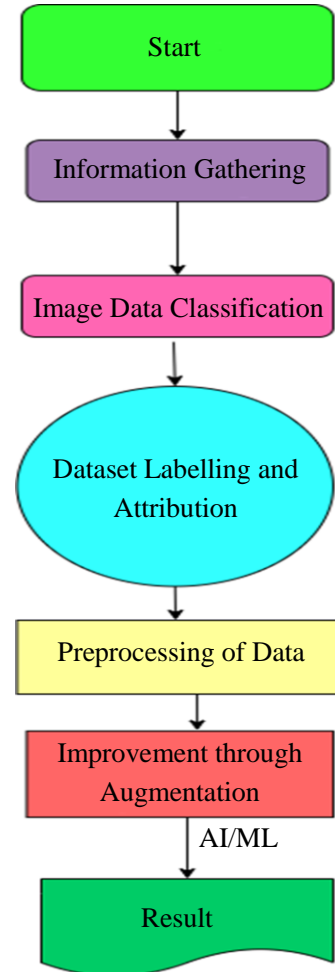 Start
Information Gathering
Image Data Classification
Dataset Labelling and
Attribution
Preprocessing of Data
Improvement through
Augmentation
AI/ML
Result